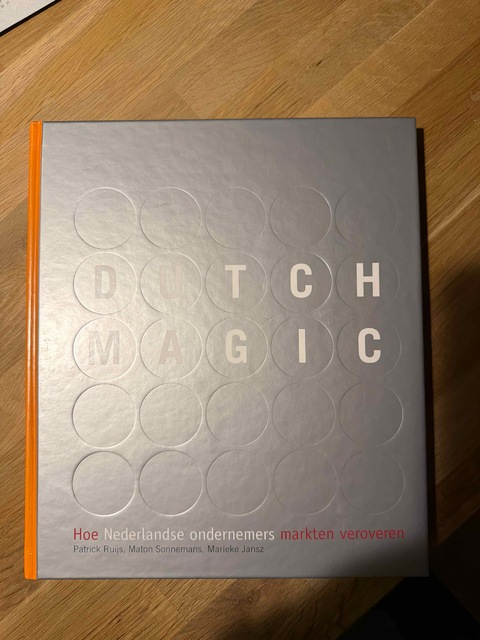 DUTCH
MAGIC
Hoe Nederlandse ondernemers markten veroveren
Patrick Ruijs, Maton Sonnemans, Marieke Jansz